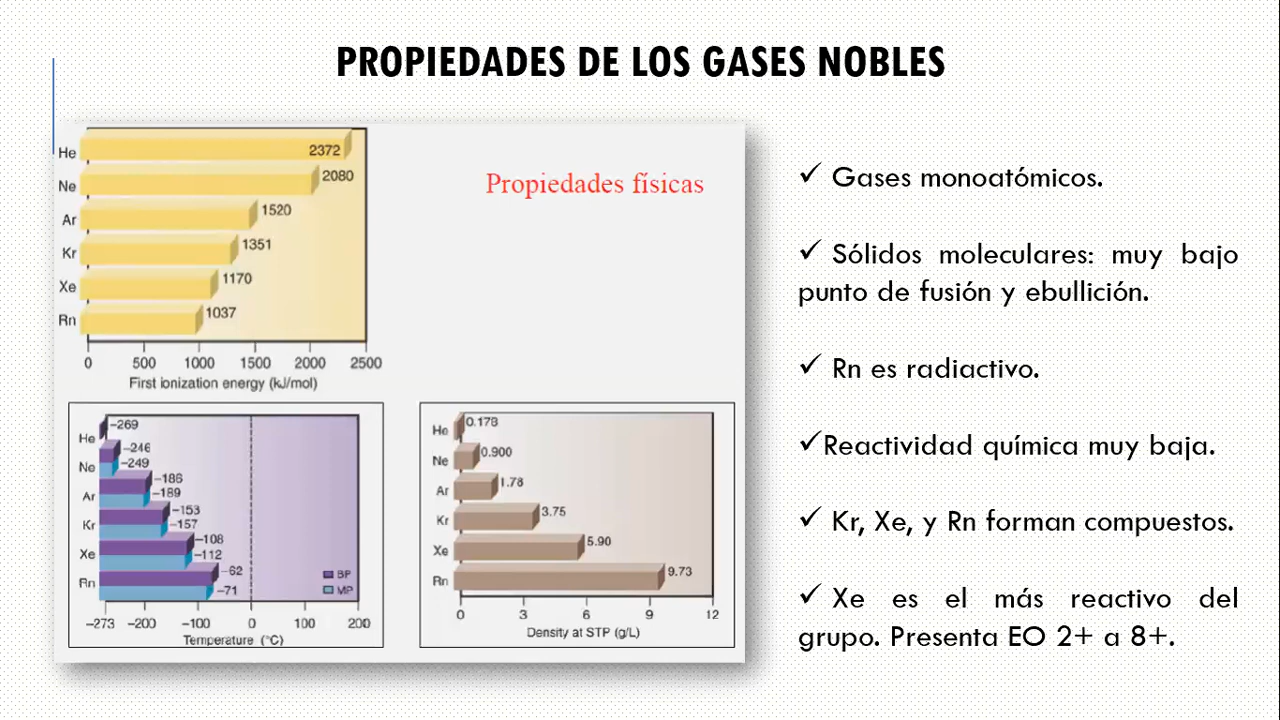 PROPIEDADES DE LOS GASES NOBLES
He 2372
Ne 2080
Ar 1520
Kr 1351
Xe 1170
Rn 1037
0 500 1000 1500 2000 2500
First ionization energy (kJ/mol)
Propiedades físicas
He -269
Ne -246
-249
Ar -186
-189
Kr -153
-157
Xe -108
-112
Rn -62
-71
BP
MP
-273 -200 -100 0 100 200
Temperature (°C)
He 0.178
Ne 0.900
Ar 1.78
Kr 3.75
Xe 5.90
Rn 9.73
0 3 6 9 12
Density at STP (g/L)
✓ Gases monoatómicos.
✓ Sólidos moleculares: muy bajo
punto de fusión y ebullición.
✓ Rn es radiactivo.
✓Reactividad química muy baja.
✓ Kr, Xe, y Rn forman compuestos.
✓ Xe es el más reactivo del
grupo. Presenta EO 2+ a 8+.